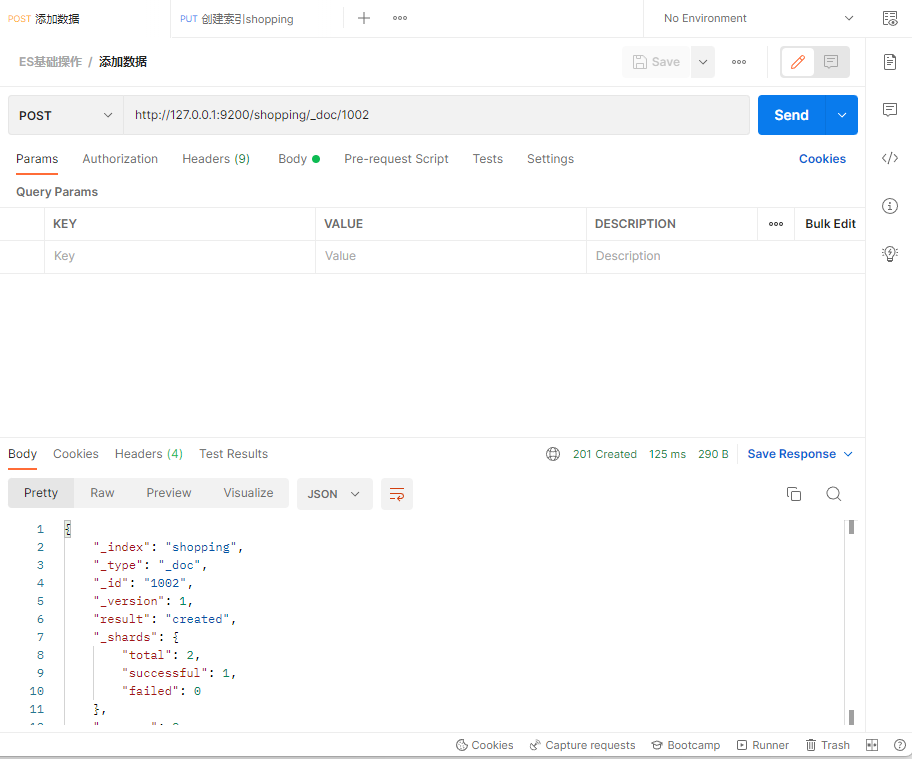 POST 添加数据 PUT 创建索引shopping No Environment
ES基础操作 / 添加数据 Save
POST http://127.0.0.1:9200/shopping/_doc/1002 Send
Params Authorization Headers (9) Body Pre-request Script Tests Settings Cookies
Query Params
KEY VALUE DESCRIPTION Bulk Edit
Key Value Description
Body Cookies Headers (4) Test Results 201 Created 125 ms 290 B Save Response
Pretty Raw Preview Visualize JSON
1 {
2 "_index": "shopping",
3 "_type": "_doc",
4 "_id": "1002",
5 "_version": 1,
6 "result": "created",
7 "_shards": {
8 "total": 2,
9 "successful": 1,
10 "failed": 0
11 },
Cookies Capture requests Bootcamp Runner Trash